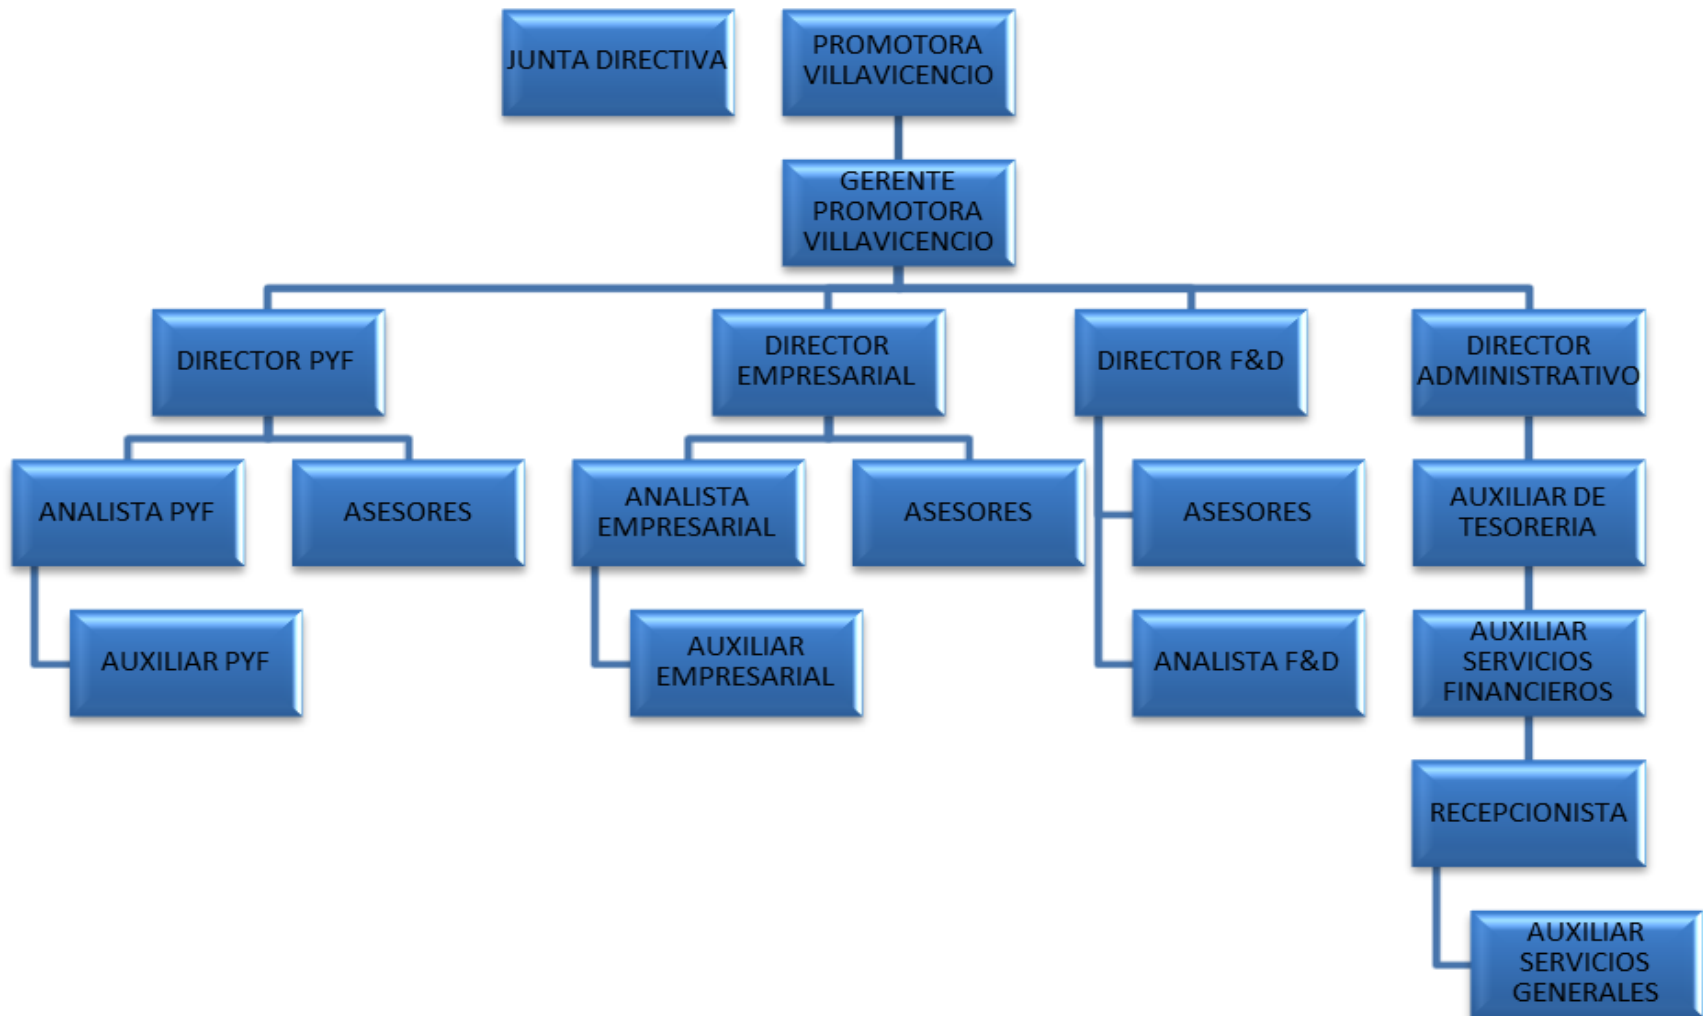 JUNTA DIRECTIVA
PROMOTORA
VILLAVICENCIO
GERENTE
PROMOTORA
VILLAVICENCIO
DIRECTOR PYF
DIRECTOR
EMPRESARIAL
DIRECTOR F&D
DIRECTOR
ADMINISTRATIVO
ANALISTA PYF
ASESORES
ANALISTA
EMPRESARIAL
ASESORES
ASESORES
AUXILIAR DE
TESORERIA
AUXILIAR PYF
AUXILIAR
EMPRESARIAL
ANALISTA F&D
AUXILIAR
SERVICIOS
FINANCIEROS
RECEPCIONISTA
AUXILIAR
SERVICIOS
GENERALES